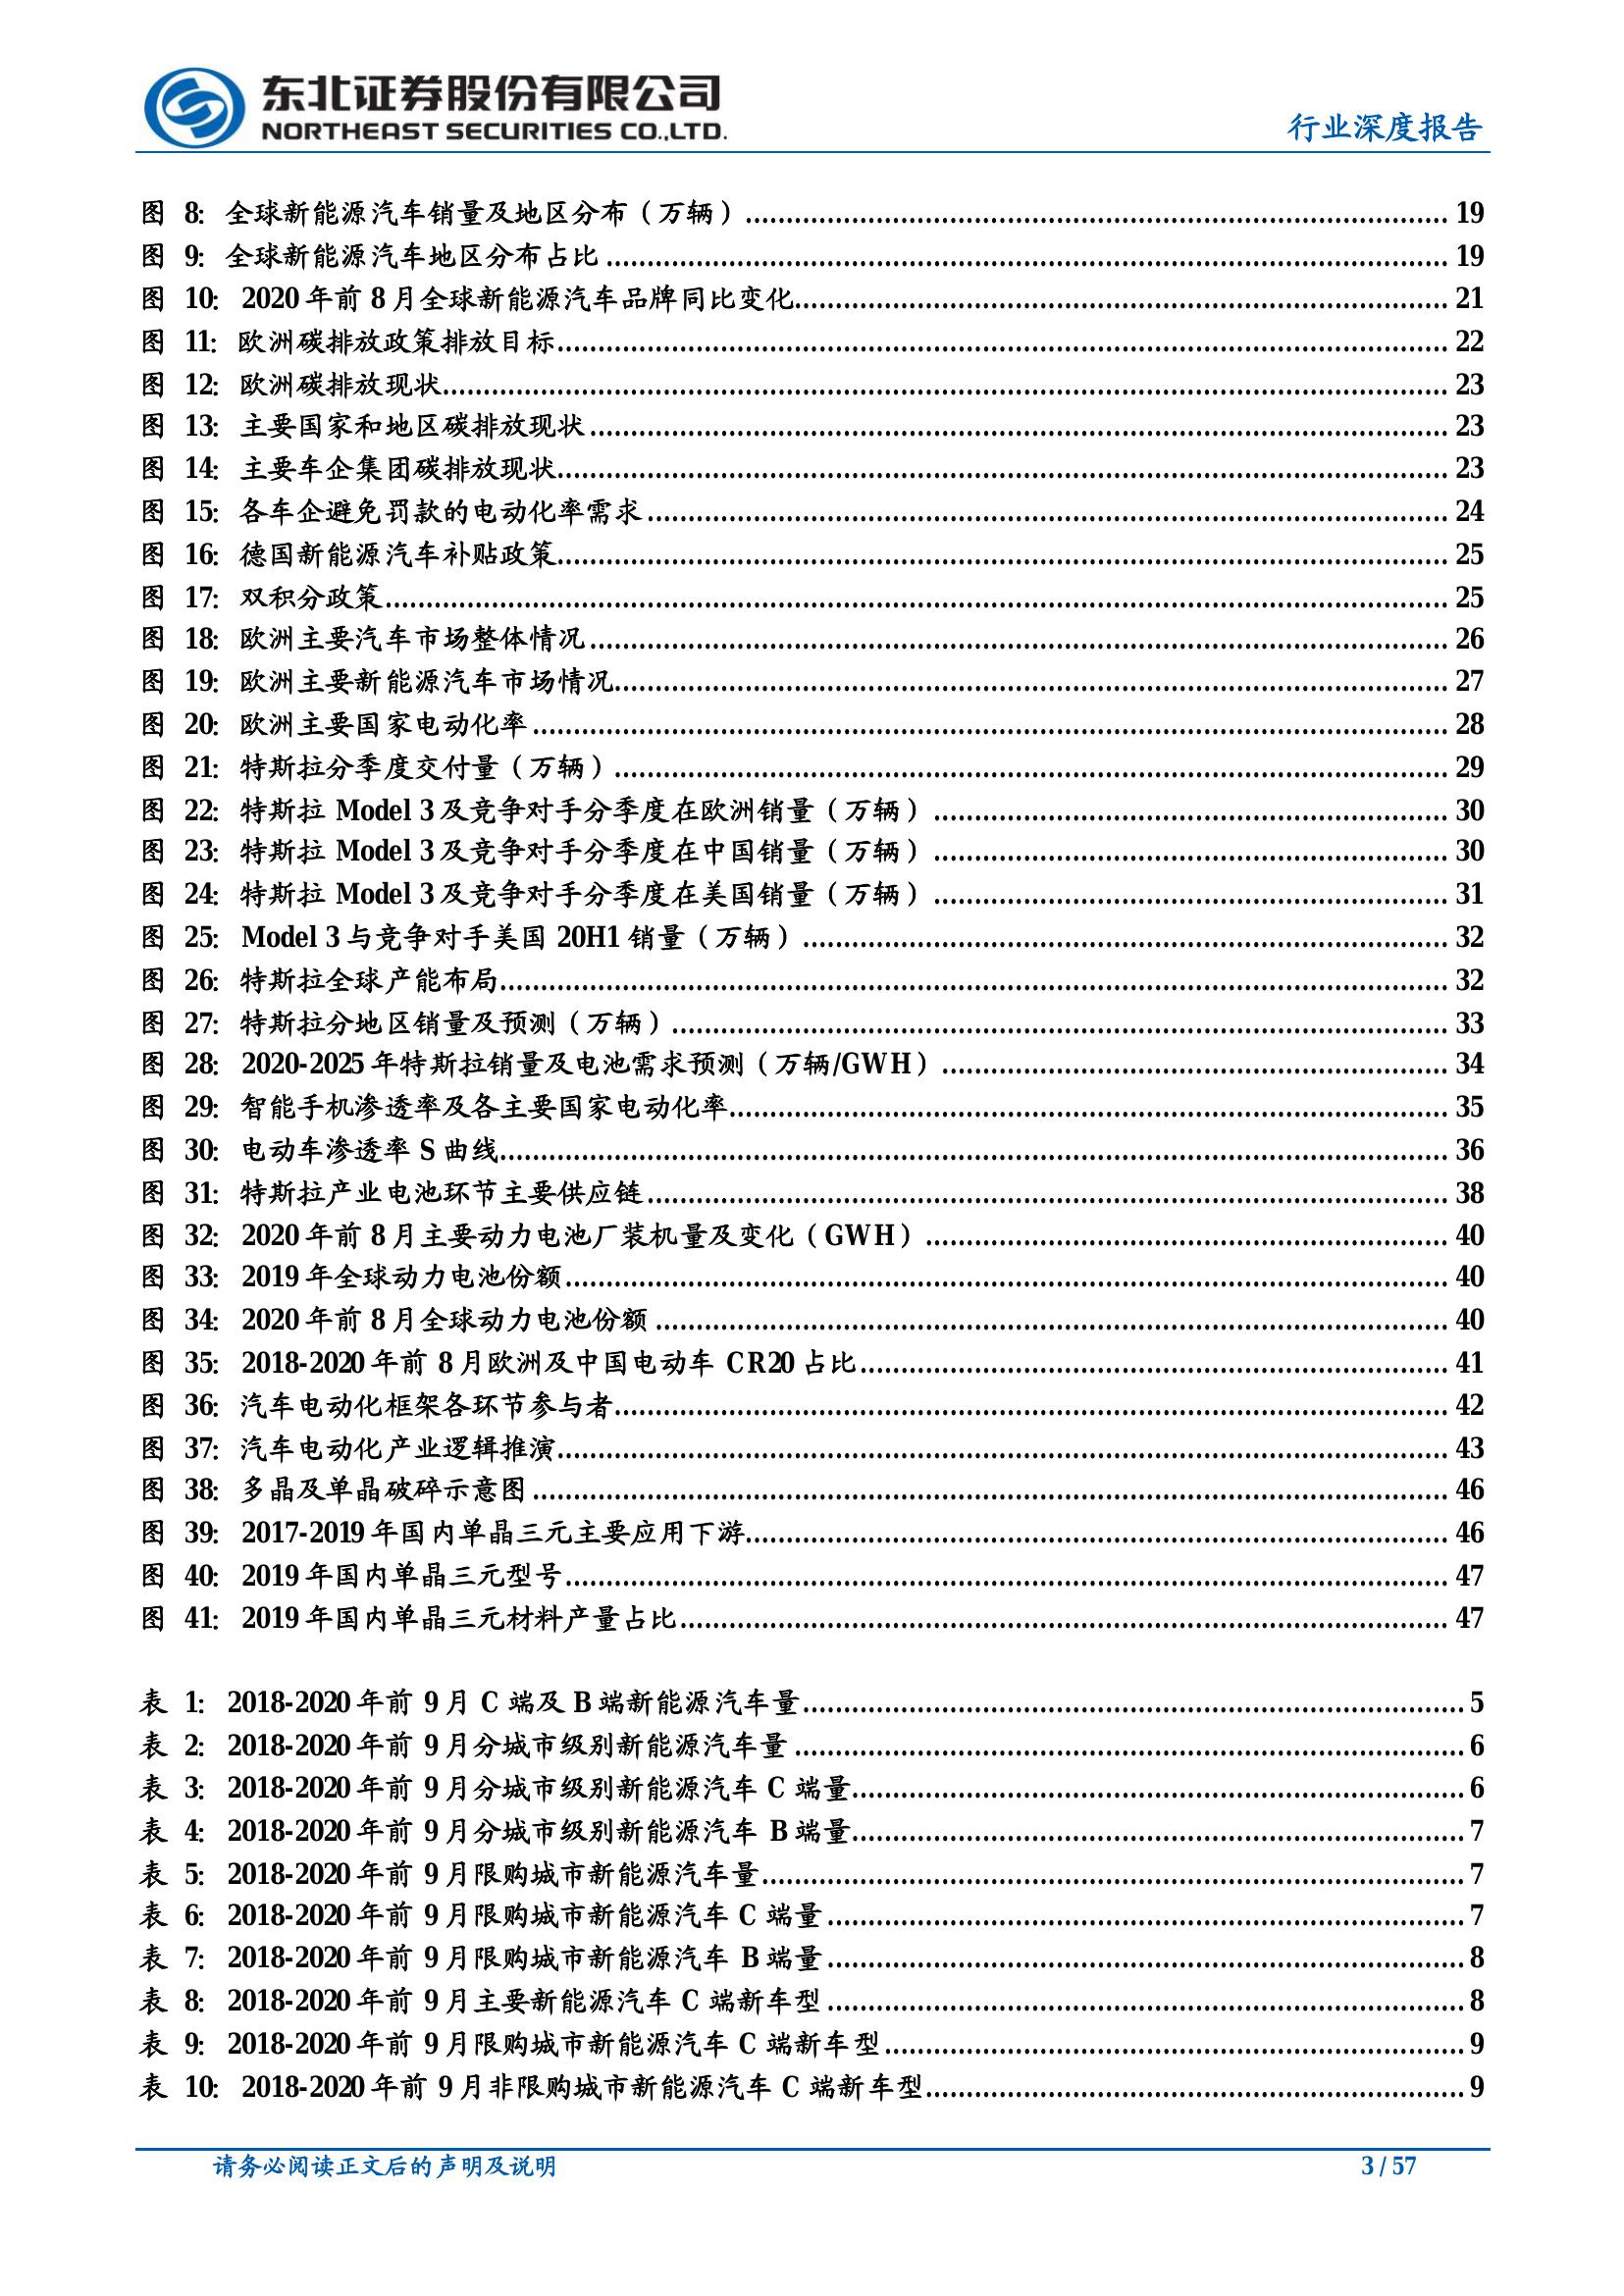 东北证券股份有限公司
NORTHEAST SECURITIES CO.,LTD.
行业深度报告
图 8: 全球新能源汽车销量及地区分布（万辆）........ 19
图 9: 全球新能源汽车地区分布占比........ 19
图 10: 2020 年前 8 月全球新能源汽车品牌同比变化........ 21
图 11: 欧洲碳排放政策排放目标........ 22
图 12: 欧洲碳排放现状........ 23
图 13: 主要国家和地区碳排放现状........ 23
图 14: 主要车企集团碳排放现状........ 23
图 15: 各车企避免罚款的电动化率需求........ 24
图 16: 德国新能源汽车补贴政策........ 25
图 17: 双积分政策........ 25
图 18: 欧洲主要汽车市场整体情况........ 26
图 19: 欧洲主要新能源汽车市场情况........ 27
图 20: 欧洲主要国家电动化率........ 28
图 21: 特斯拉分季度交付量（万辆）........ 29
图 22: 特斯拉 Model 3 及竞争对手分季度在欧洲销量（万辆）........ 30
图 23: 特斯拉 Model 3 及竞争对手分季度在中国销量（万辆）........ 30
图 24: 特斯拉 Model 3 及竞争对手分季度在美国销量（万辆）........ 31
图 25: Model 3 与竞争对手美国 20H1 销量（万辆）........ 32
图 26: 特斯拉全球产能布局........ 32
图 27: 特斯拉分地区销量及预测（万辆）........ 33
图 28: 2020-2025 年特斯拉销量及电池需求预测（万辆/GWH）........ 34
图 29: 智能手机渗透率及各主要国家电动化率........ 35
图 30: 电动车渗透率 S 曲线........ 36
图 31: 特斯拉产业电池环节主要供应链........ 38
图 32: 2020 年前 8 月主要动力电池厂装机量及变化（GWH）........ 40
图 33: 2019 年全球动力电池份额........ 40
图 34: 2020 年前 8 月全球动力电池份额........ 40
图 35: 2018-2020 年前 8 月欧洲及中国电动车 CR20 占比........ 41
图 36: 汽车电动化框架各环节参与者........ 42
图 37: 汽车电动化产业逻辑推演........ 43
图 38: 多晶及单晶破碎示意图........ 46
图 39: 2017-2019 年国内单晶三元主要应用下游........ 46
图 40: 2019 年国内单晶三元型号........ 47
图 41: 2019 年国内单晶三元材料产量占比........ 47
表 1: 2018-2020 年前 9 月 C 端及 B 端新能源汽车量........ 5
表 2: 2018-2020 年前 9 月分城市级别新能源汽车量........ 6
表 3: 2018-2020 年前 9 月分城市级别新能源汽车 C 端量........ 6
表 4: 2018-2020 年前 9 月分城市级别新能源汽车 B 端量........ 7
表 5: 2018-2020 年前 9 月限购城市新能源汽车量........ 7
表 6: 2018-2020 年前 9 月限购城市新能源汽车 C 端量........ 7
表 7: 2018-2020 年前 9 月限购城市新能源汽车 B 端量........ 8
表 8: 2018-2020 年前 9 月主要新能源汽车 C 端新车型........ 8
表 9: 2018-2020 年前 9 月限购城市新能源汽车 C 端新车型........ 9
表 10: 2018-2020 年前 9 月非限购城市新能源汽车 C 端新车型........ 9
请务必阅读正文后的声明及说明
3 / 57